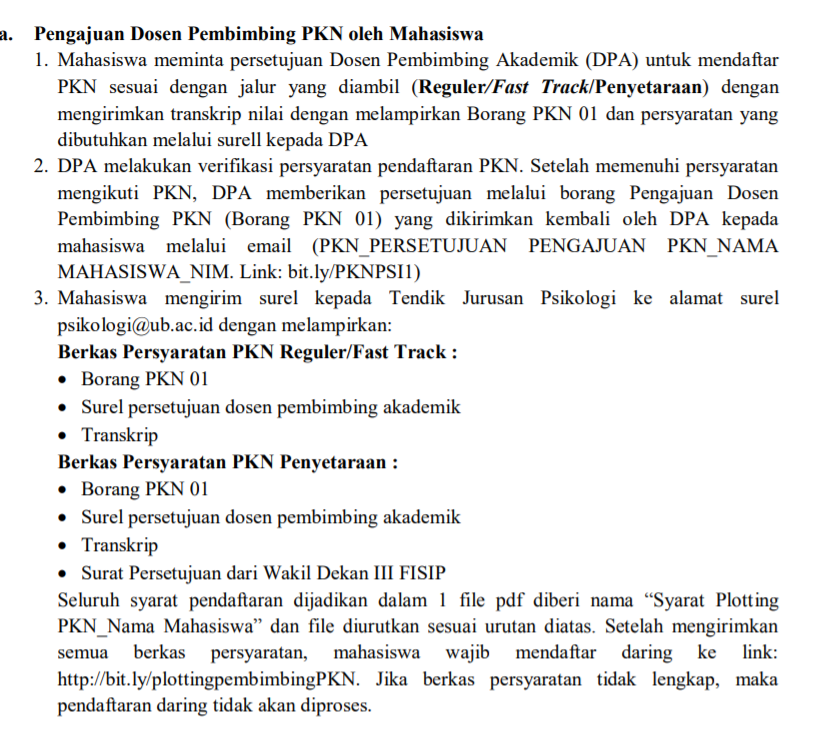 a. Pengajuan Dosen Pembimbing PKN oleh Mahasiswa
1. Mahasiswa meminta persetujuan Dosen Pembimbing Akademik (DPA) untuk mendaftar
PKN sesuai dengan jalur yang diambil (Reguler/Fast Track/Penyetaraan) dengan
mengirimkan transkrip nilai dengan melampirkan Borang PKN 01 dan persyaratan yang
dibutuhkan melalui surell kepada DPA
2. DPA melakukan verifikasi persyaratan pendaftaran PKN. Setelah memenuhi persyaratan
mengikuti PKN, DPA memberikan persetujuan melalui borang Pengajuan Dosen
Pembimbing PKN (Borang PKN 01) yang dikirimkan kembali oleh DPA kepada
mahasiswa melalui email (PKN_PERSETUJUAN PENGAJUAN PKN_NAMA
MAHASISWA_NIM. Link: bit.ly/PKNPSI1)
3. Mahasiswa mengirim surel kepada Tendik Jurusan Psikologi ke alamat surel
psikologi@ub.ac.id dengan melampirkan:
Berkas Persyaratan PKN Reguler/Fast Track :
• Borang PKN 01
• Surel persetujuan dosen pembimbing akademik
• Transkrip
Berkas Persyaratan PKN Penyetaraan :
• Borang PKN 01
• Surel persetujuan dosen pembimbing akademik
• Transkrip
• Surat Persetujuan dari Wakil Dekan III FISIP
Seluruh syarat pendaftaran dijadikan dalam 1 file pdf diberi nama “Syarat Plotting
PKN_Nama Mahasiswa” dan file diurutkan sesuai urutan diatas. Setelah mengirimkan
semua berkas persyaratan, mahasiswa wajib mendaftar daring ke link:
http://bit.ly/plottingpembimbingPKN. Jika berkas persyaratan tidak lengkap, maka
pendaftaran daring tidak akan diproses.